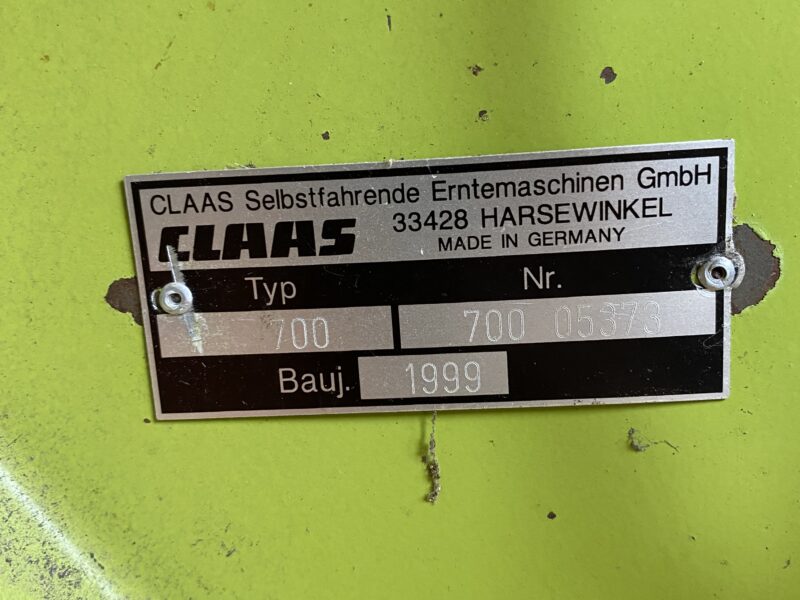 CLAAS Selbstfahrende Erntemaschinen GmbH
CLAAS 33428 HARSEWINKEL
MADE IN GERMANY
Typ Nr.
700 700 05373
Bauj. 1999